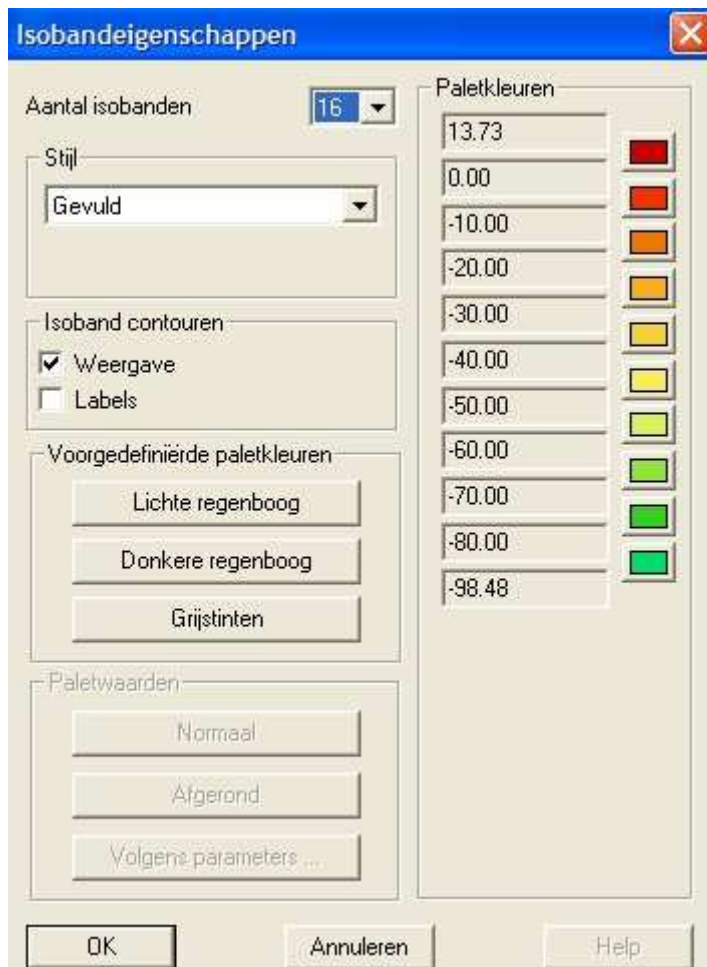 Isobandeigenschappen
Aantal isobanden
16
Stijl
Gevuld
Isoband contouren
Weergave
Labels
Voorgedefiniërde paletkleuren
Lichte regenboog
Donkere regenboog
Grijstinten
Paletwaarden
Normaal
Afgerond
Volgens parameters ...
Paletkleuren
13.73
0.00
-10.00
-20.00
-30.00
-40.00
-50.00
-60.00
-70.00
-80.00
-98.48
OK
Annuleren
Help